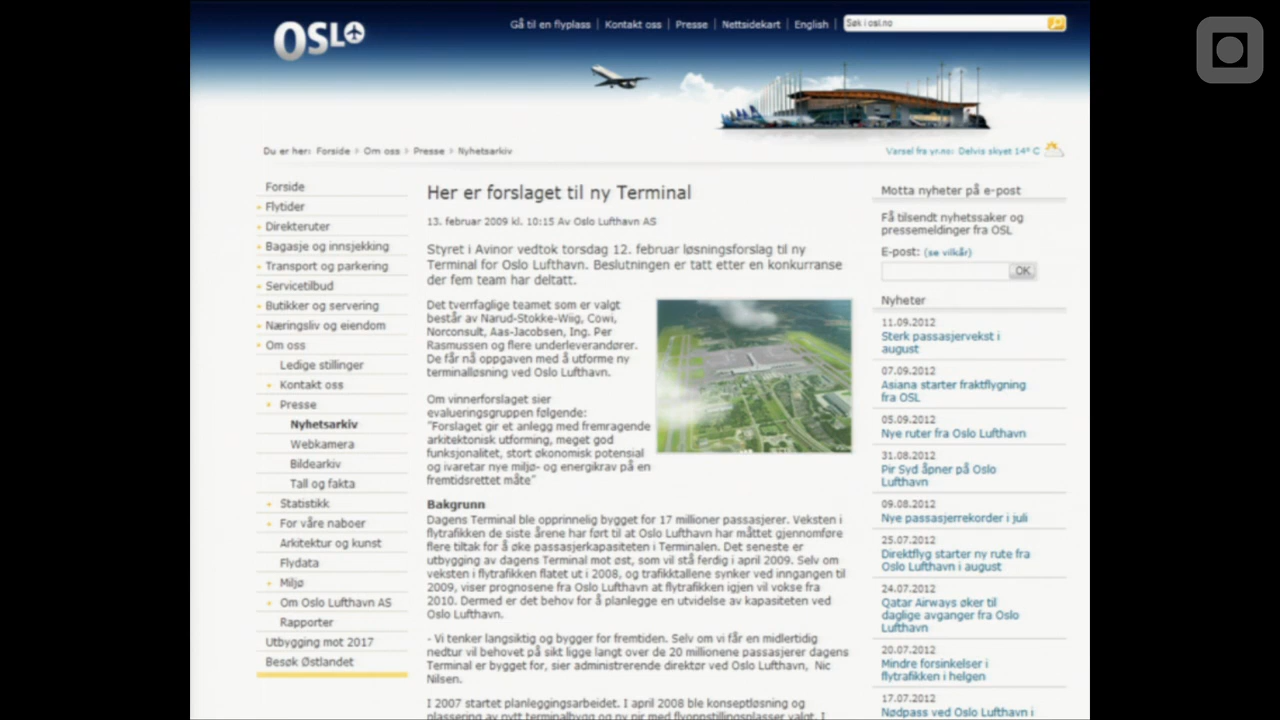 OSLO
Gå til en flyplass | Kontakt oss | Presse | Nettsidekart | English |
Søk i osl.no
Du er her: Forside > Om oss > Presse > Nyhetsarkiv
Varsel fra yr.no: Delvis skyet 14° C
Forside
Flytider
Direkteruter
Bagasje og innsjekking
Transport og parkering
Servicetilbud
Butikker og servering
Næringsliv og eiendom
Om oss
Ledige stillinger
Kontakt oss
Presse
Nyhetsarkiv
Webkamera
Bildearkiv
Tall og fakta
Statistikk
For våre naboer
Arkitektur og kunst
Flydata
Miljø
Om Oslo Lufthavn AS
Rapporter
Utbygging mot 2017
Besøk Østlandet
Her er forslaget til ny Terminal
13. februar 2009 kl. 10:15 Av Oslo Lufthavn AS
Styret i Avinor vedtok torsdag 12. februar løsningsforslag til ny
Terminal for Oslo Lufthavn. Beslutningen er tatt etter en konkurranse
der fem team har deltatt.
Det tverrfaglige teamet som er valgt
består av Narud-Stokke-Wiig, Cowi,
Norconsult, Aas-Jacobsen, Ing. Per
Rasmussen og flere underleverandører.
De får nå oppgaven med å utforme ny
terminalløsning ved Oslo Lufthavn.
Om vinnerforslaget sier
evalueringsgruppen følgende:
"Forslaget gir et anlegg med fremragende
arkitektonisk utforming, meget god
funksjonalitet, stort økonomisk potensial
og ivaretar nye miljø- og energikrav på en
fremtidsrettet måte"
Bakgrunn
Dagens Terminal ble opprinnelig bygget for 17 millioner passasjerer. Veksten i
flytrafikken de siste årene har ført til at Oslo Lufthavn har måttet gjennomføre
flere tiltak for å øke passasjerkapasiteten i Terminalen. Det seneste er
utbygging av dagens Terminal mot øst, som vil stå ferdig i april 2009. Selv om
veksten i flytrafikken flatet ut i 2008, og trafikktallene synker ved inngangen til
2009, viser prognosene fra Oslo Lufthavn at flytrafikken igjen vil vokse fra
2010. Dermed er det behov for å planlegge en utvidelse av kapasiteten ved
Oslo Lufthavn.
- Vi tenker langsiktig og bygger for fremtiden. Selv om vi får en midlertidig
nedtur vil behovet på sikt ligge langt over de 20 millionene passasjerer dagens
Terminal er bygget for, sier administrerende direktør ved Oslo Lufthavn, Nic
Nilsen.
I 2007 startet planleggingsarbeidet. I april 2008 ble konseptløsning og
plassering av nytt terminalbygg og ny pir med flyoppstillingsplasser valgt. I
Motta nyheter på e-post
Få tilsendt nyhetssaker og
pressemeldinger fra OSL
E-post: (se vilkår)
OK
Nyheter
11.09.2012
Sterk passasjervekst i
august
07.09.2012
Asiana starter fraktflygning
fra OSL
05.09.2012
Nye ruter fra Oslo Lufthavn
31.08.2012
Pir Syd åpner på Oslo
Lufthavn
09.08.2012
Nye passasjerrekorder i juli
25.07.2012
Direktflyg starter ny rute fra
Oslo Lufthavn i august
24.07.2012
Qatar Airways øker til
daglige avganger fra Oslo
Lufthavn
20.07.2012
Mindre forsinkelser i
flytrafikken i helgen
17.07.2012
Nødpass ved Oslo Lufthavn i